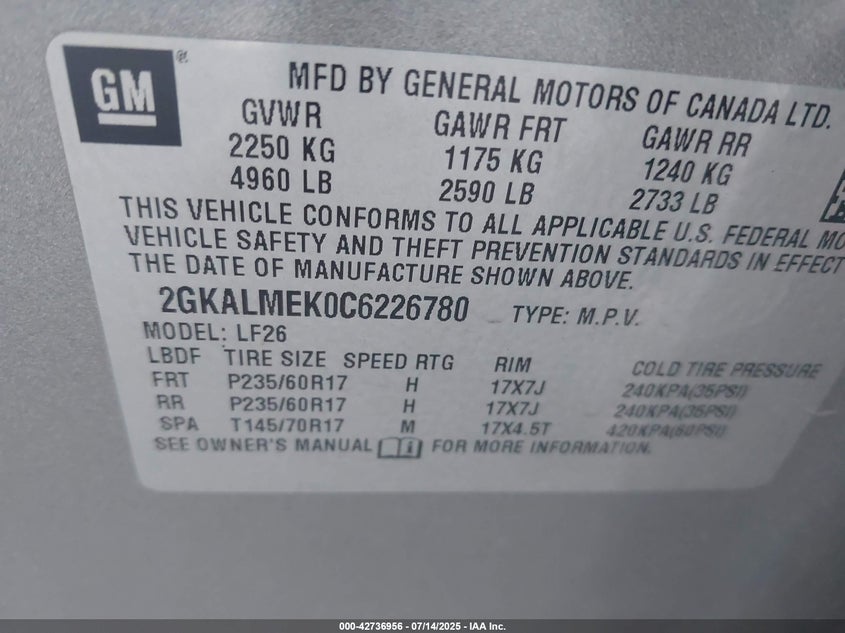 GM ®
MFD BY GENERAL MOTORS OF CANADA LTD.
GVWR GAWR FRT GAWR RR
2250 KG 1175 KG 1240 KG
4960 LB 2590 LB 2733 LB
THIS VEHICLE CONFORMS TO ALL APPLICABLE U.S. FEDERAL MO
VEHICLE SAFETY AND THEFT PREVENTION STANDARDS IN EFFECT
THE DATE OF MANUFACTURE SHOWN ABOVE.
2GKALMEK0C6226780 TYPE: M.P.V.
MODEL: LF26
LBDF TIRE SIZE SPEED RTG RIM COLD TIRE PRESSURE
FRT P235/60R17 H 17X7J 240KPA(35PSI)
RR P235/60R17 H 17X7J 240KPA(35PSI)
SPA T145/70R17 M 17X4.5T 420KPA(60PSI)
SEE OWNER'S MANUAL FOR MORE INFORMATION.
000-42736956 - 07/14/2025 - IAA Inc.